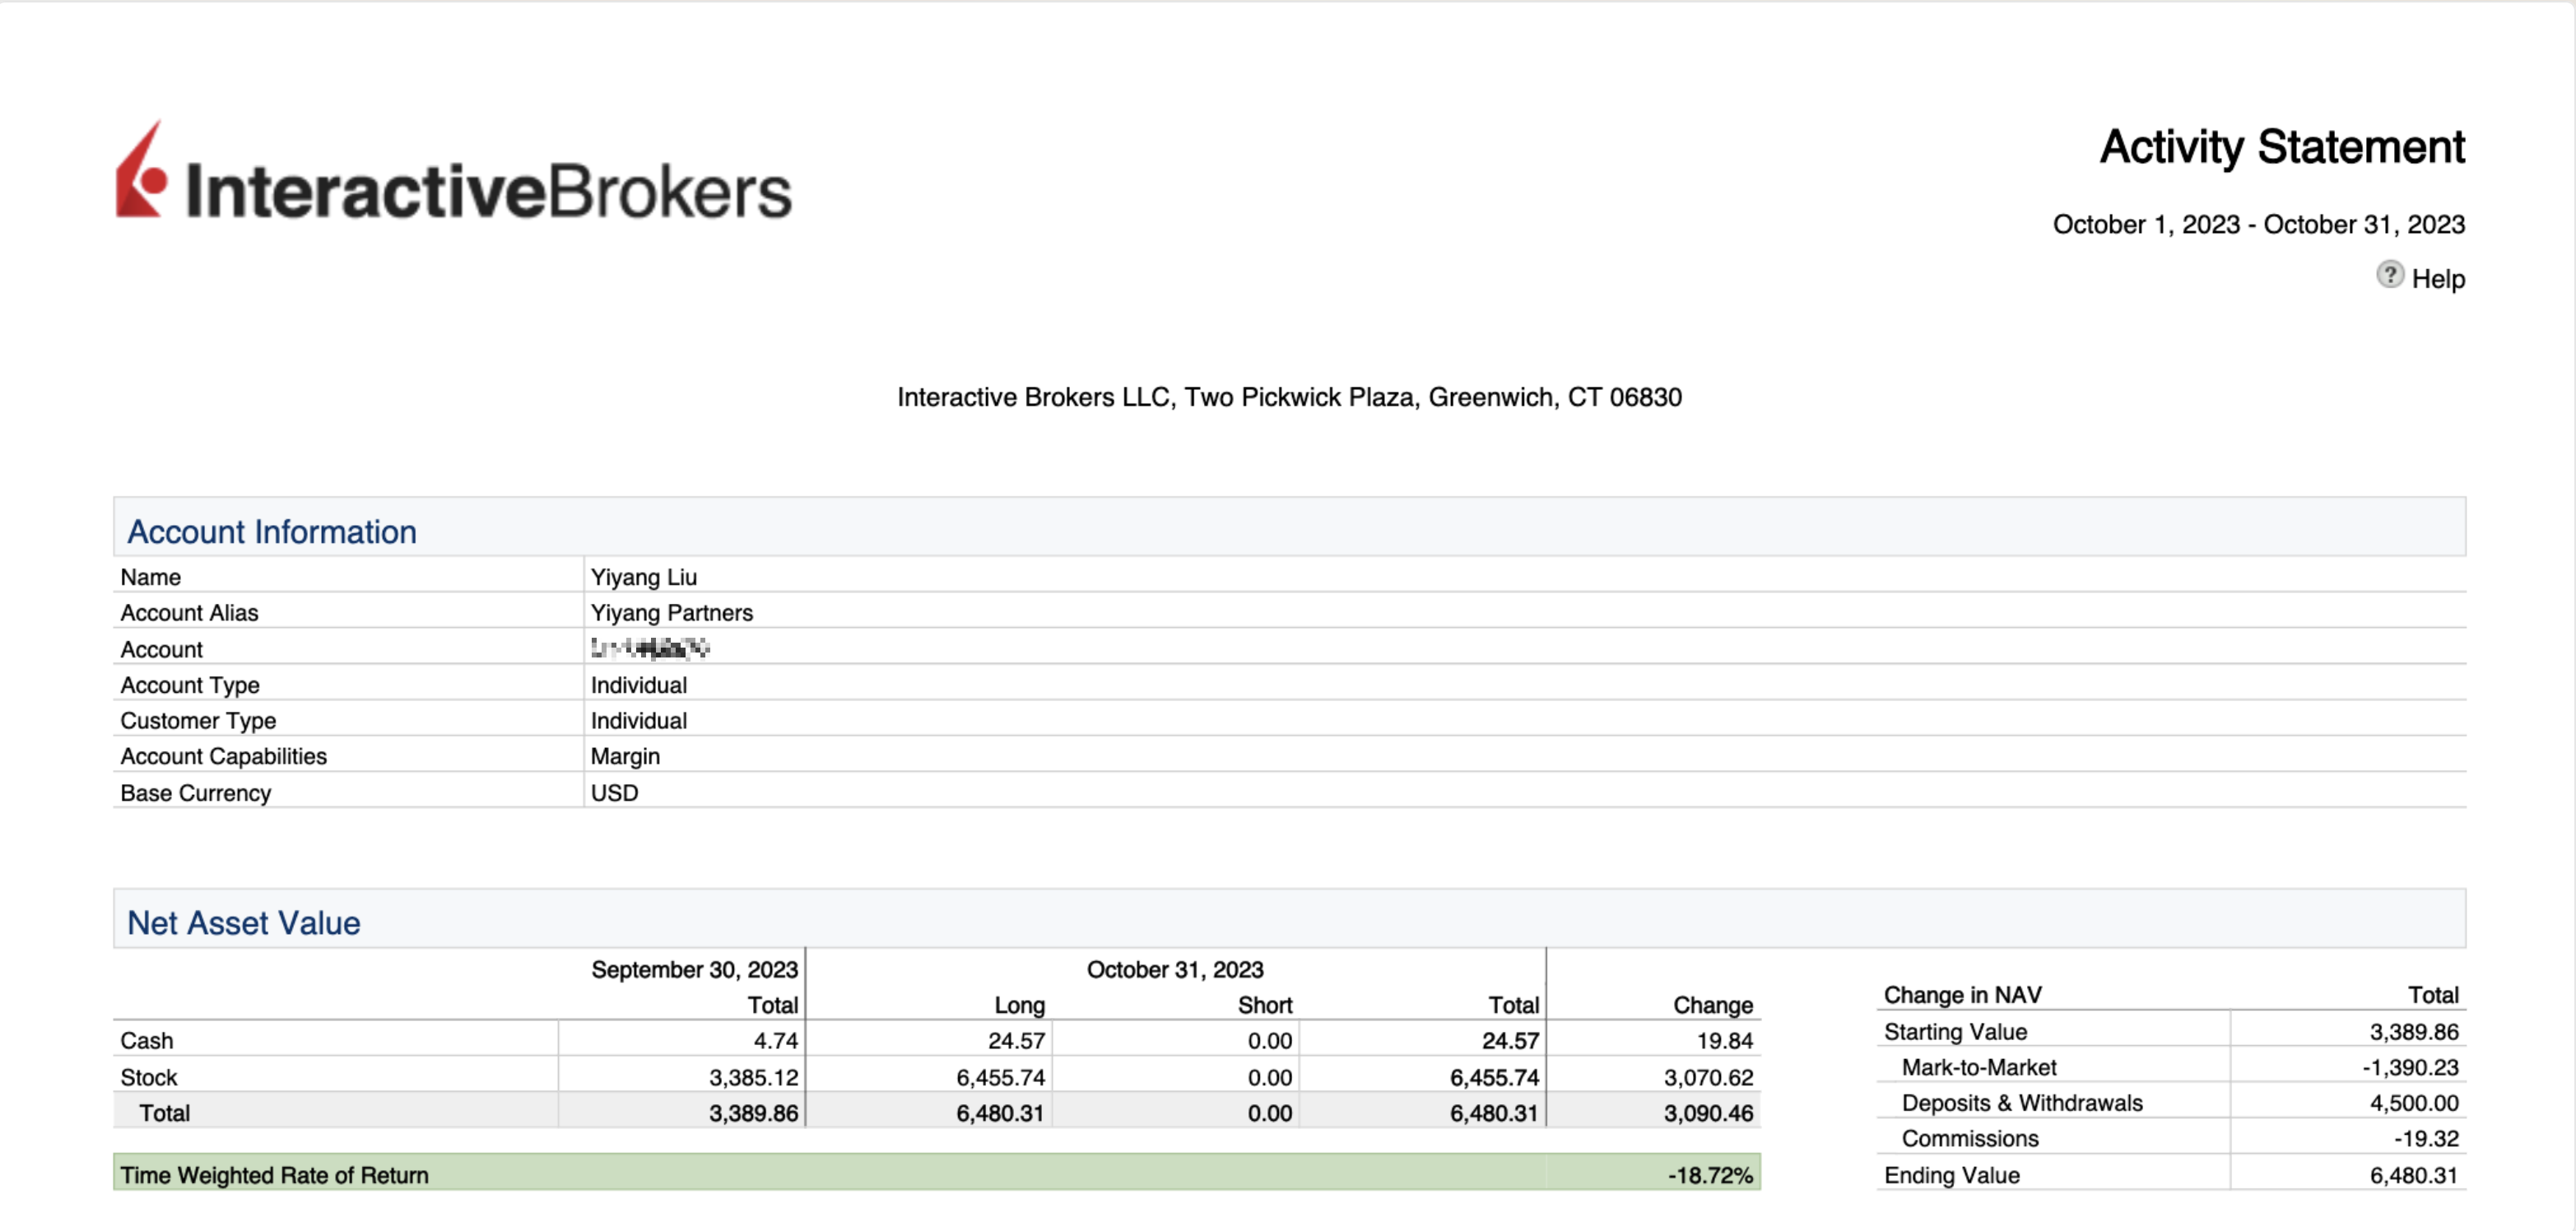 InteractiveBrokers
Activity Statement
October 1, 2023 - October 31, 2023
? Help
Interactive Brokers LLC, Two Pickwick Plaza, Greenwich, CT 06830
Account Information
Name Yiyang Liu
Account Alias Yiyang Partners
Account
Account Type Individual
Customer Type Individual
Account Capabilities Margin
Base Currency USD
Net Asset Value
September 30, 2023 October 31, 2023
Total Long Short Total Change
Cash 4.74 24.57 0.00 24.57 19.84
Stock 3,385.12 6,455.74 0.00 6,455.74 3,070.62
Total 3,389.86 6,480.31 0.00 6,480.31 3,090.46
Time Weighted Rate of Return -18.72%
Change in NAV Total
Starting Value 3,389.86
Mark-to-Market -1,390.23
Deposits & Withdrawals 4,500.00
Commissions -19.32
Ending Value 6,480.31